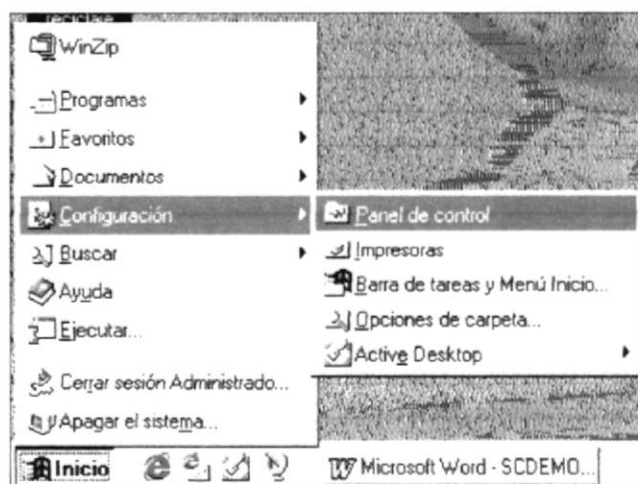 WinZip
Programas
Favoritos
Documentos
Configuración
Buscar
Ayuda
Ejecutar...
Cerrar sesión Administrado...
Apagar el sistema...
Panel de control
Impresoras
Barra de tareas y Menú Inicio...
Opciones de carpeta...
Active Desktop
Inicio
Microsoft Word - SCDEMO...